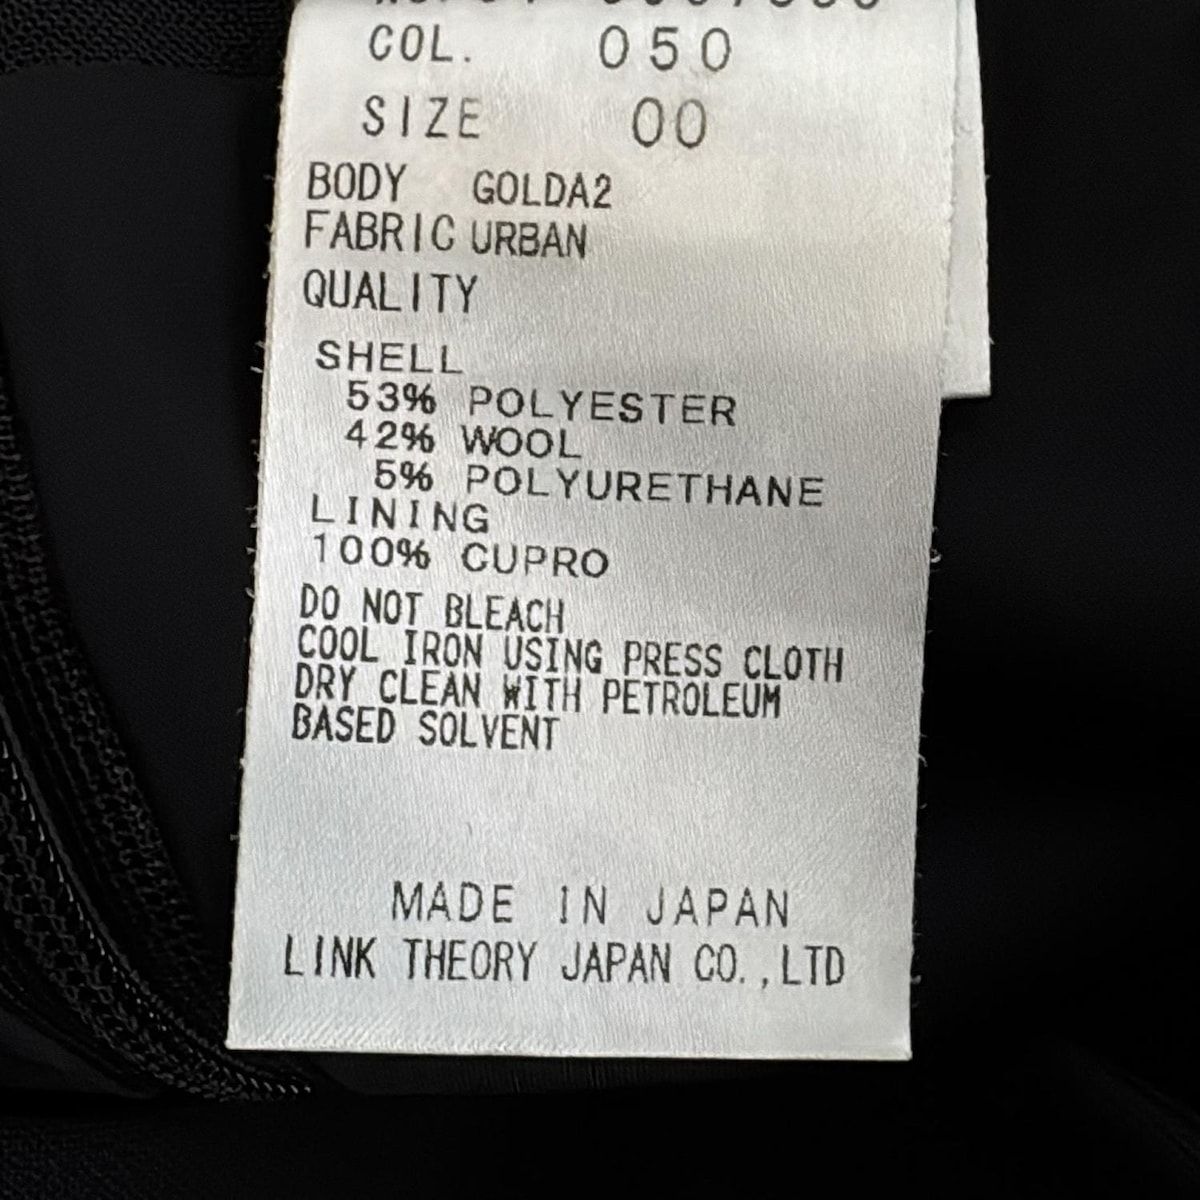 COL. 050
SIZE 00
BODY GOLDA2
FABRIC URBAN
QUALITY
SHELL
53% POLYESTER
42% WOOL
5% POLYURETHANE
LINING
100% CUPRO
DO NOT BLEACH
COOL IRON USING PRESS CLOTH
DRY CLEAN WITH PETROLEUM
BASED SOLVENT
MADE IN JAPAN
LINK THEORY JAPAN CO.,LTD